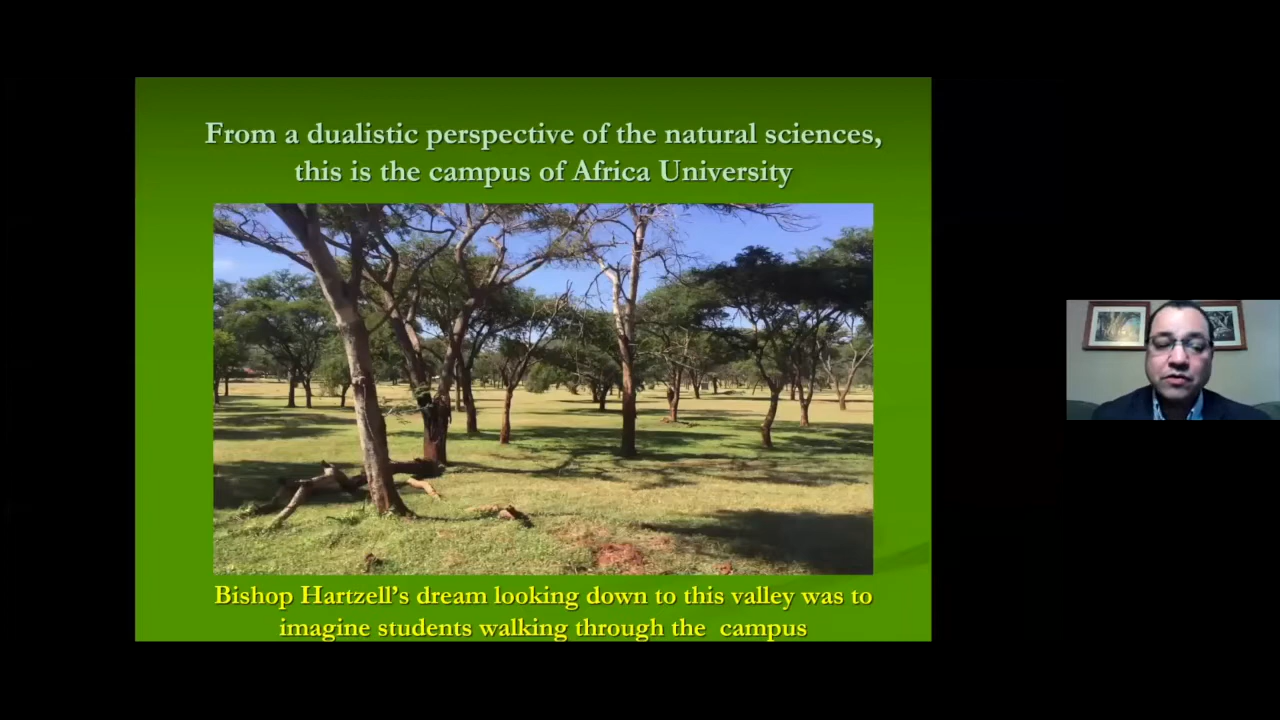 From a dualistic perspective of the natural sciences,
this is the campus of Africa University
Bishop Hartzell's dream looking down to this valley was to
imagine students walking through the  campus